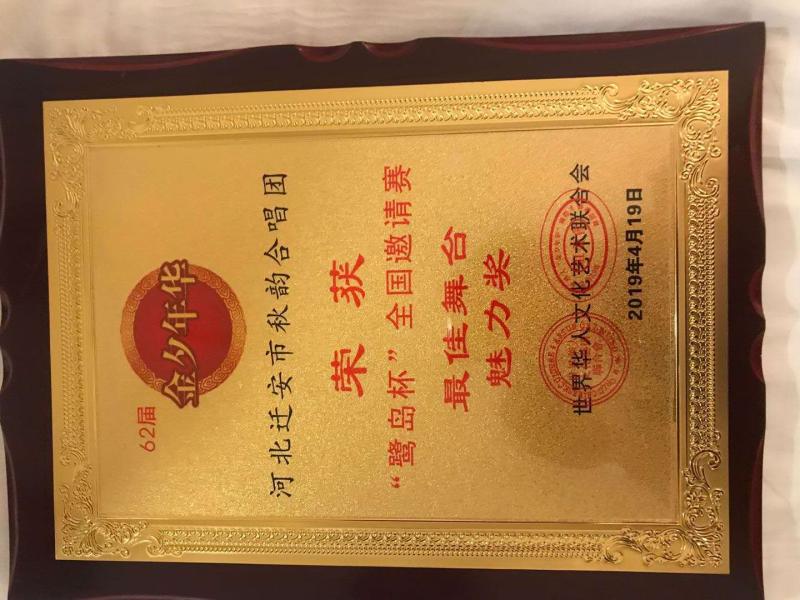 62届
金夕年华
河北迁安市秋韵合唱团
荣获
“鹭岛杯”全国邀请赛
最佳舞台
魅力奖
世界华人文化艺术联合会
2019年4月19日